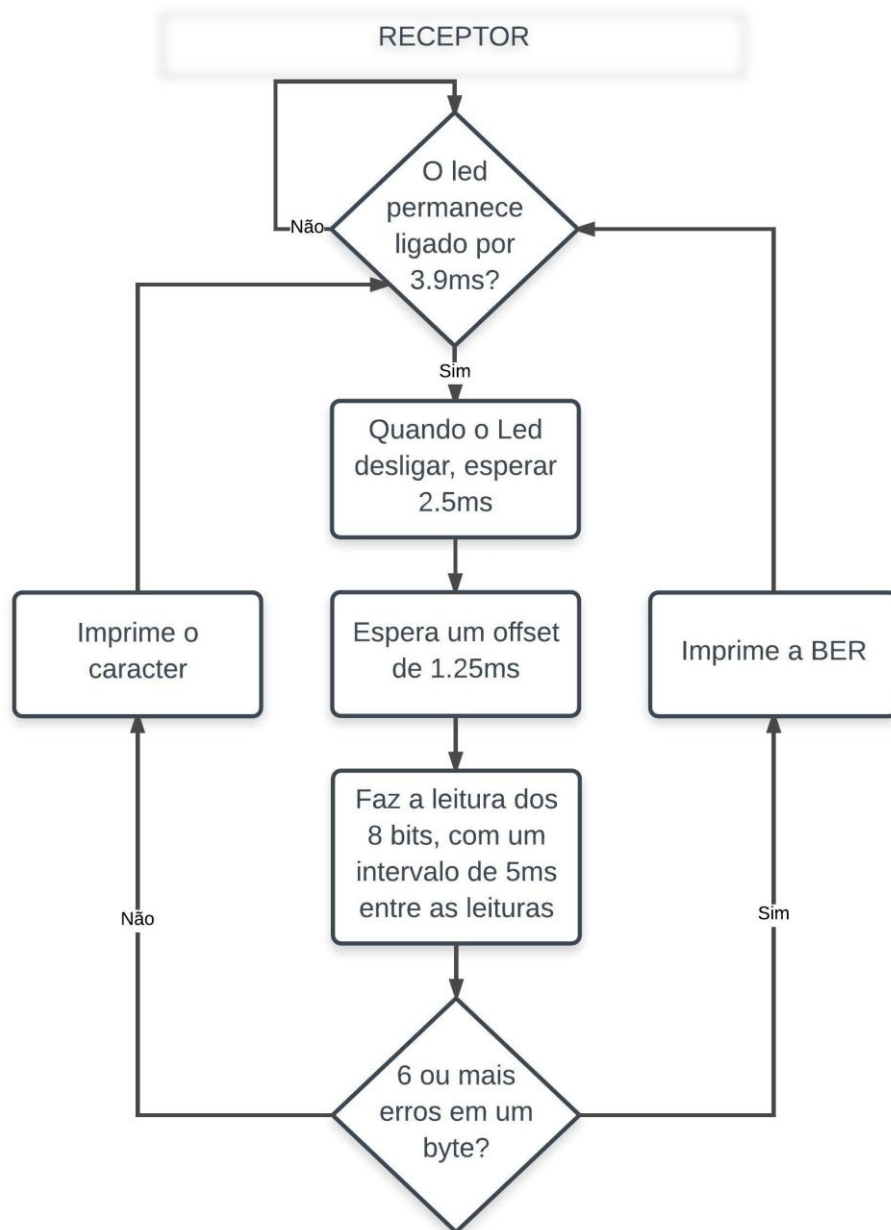 RECEPTOR
O led
permanece
ligado por
3.9ms?
Não
Sim
Quando o Led
desligar, esperar
2.5ms
Imprime o
caracter
Espera um offset
de 1.25ms
Imprime a BER
Faz a leitura dos
8 bits, com um
intervalo de 5ms
entre as leituras
Não
Sim
6 ou mais
erros em um
byte?